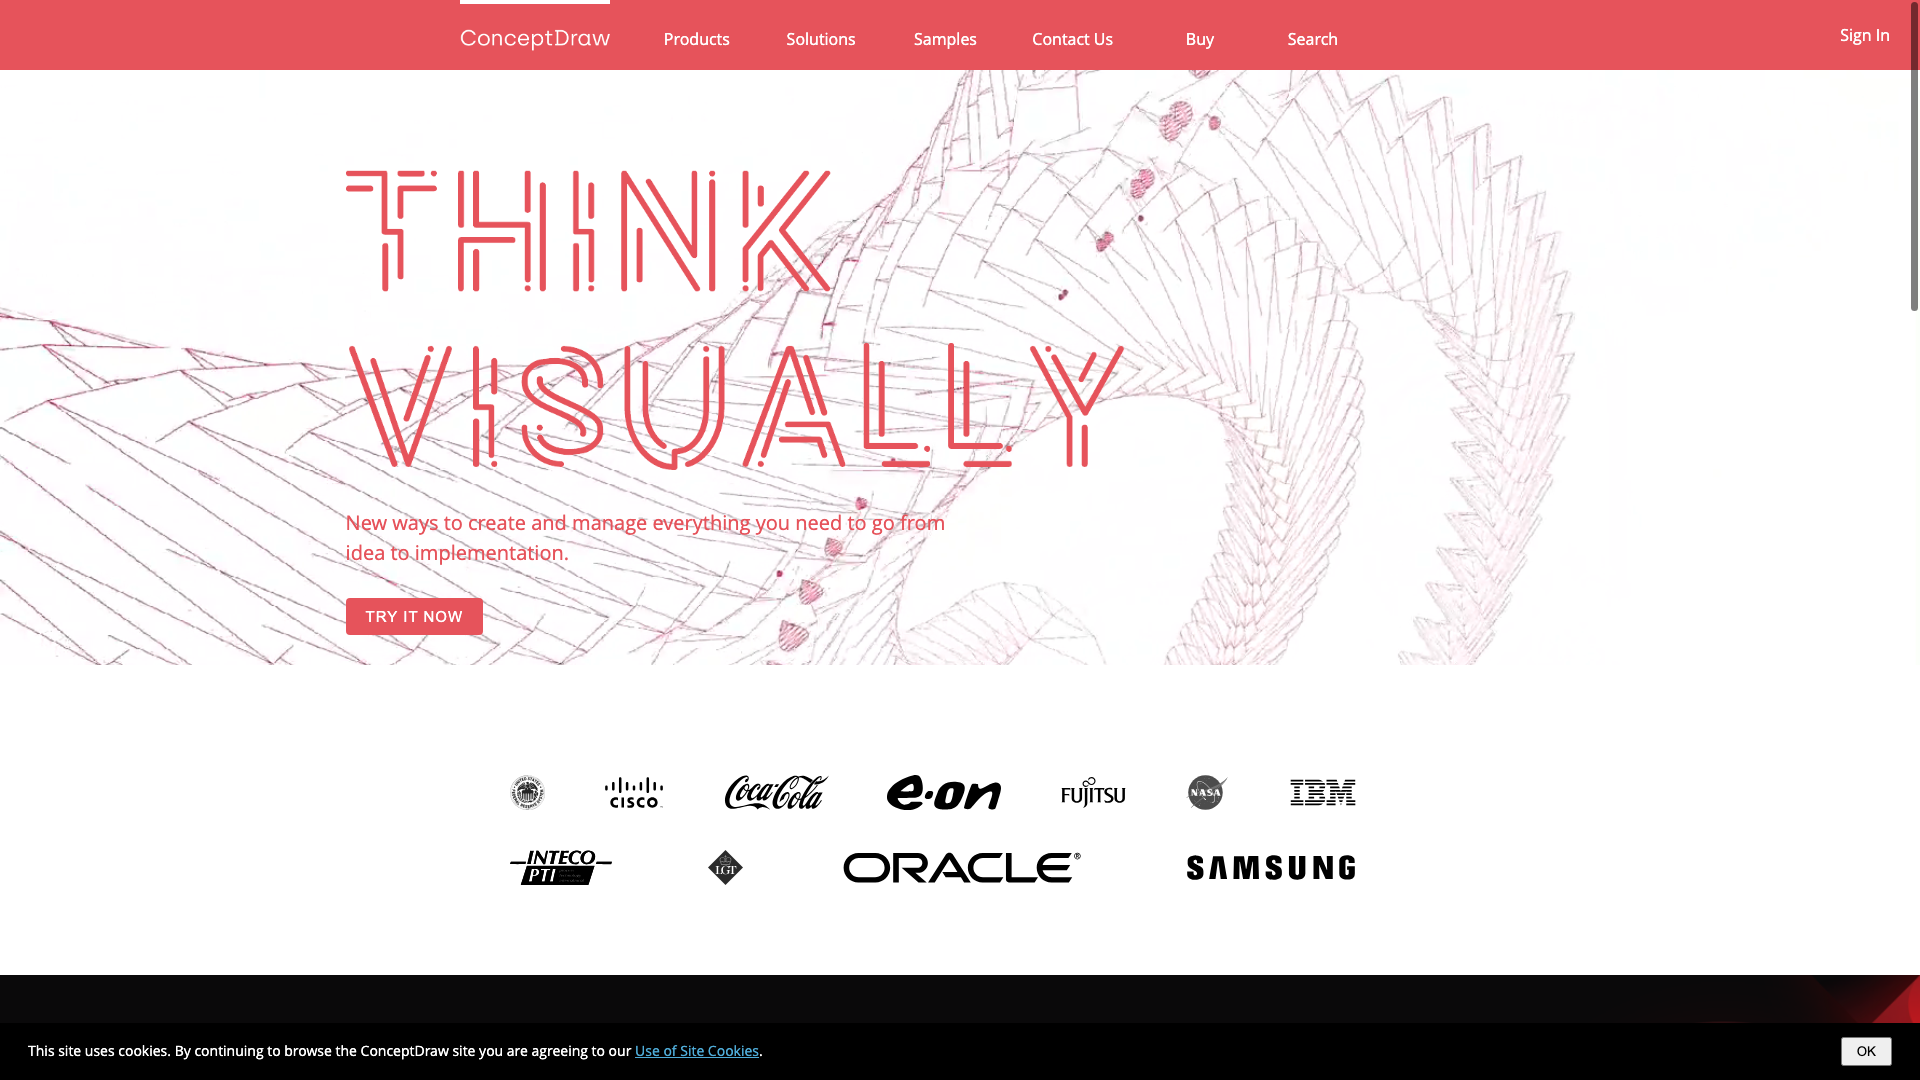 ConceptDraw
Products
Solutions
Samples
Contact Us
Buy
Search
Sign In
THINK
VISUALLY
New ways to create and manage everything you need to go from
idea to implementation.
TRY IT NOW
CISCO
Coca-Cola
e·on
FUJITSU
NASA
IBM
INTECO
PTI
LGT
ORACLE®
SAMSUNG
This site uses cookies. By continuing to browse the ConceptDraw site you are agreeing to our Use of Site Cookies.
OK